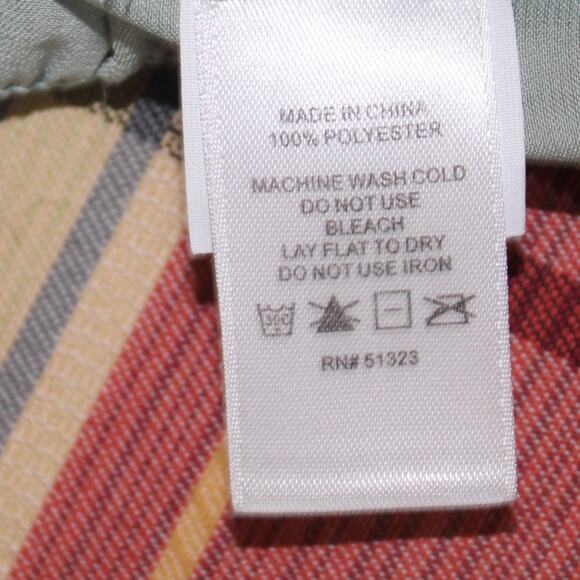 MADE IN CHINA
100% POLYESTER
MACHINE WASH COLD
DO NOT USE
BLEACH
LAY FLAT TO DRY
DO NOT USE IRON
30C
RN# 51323